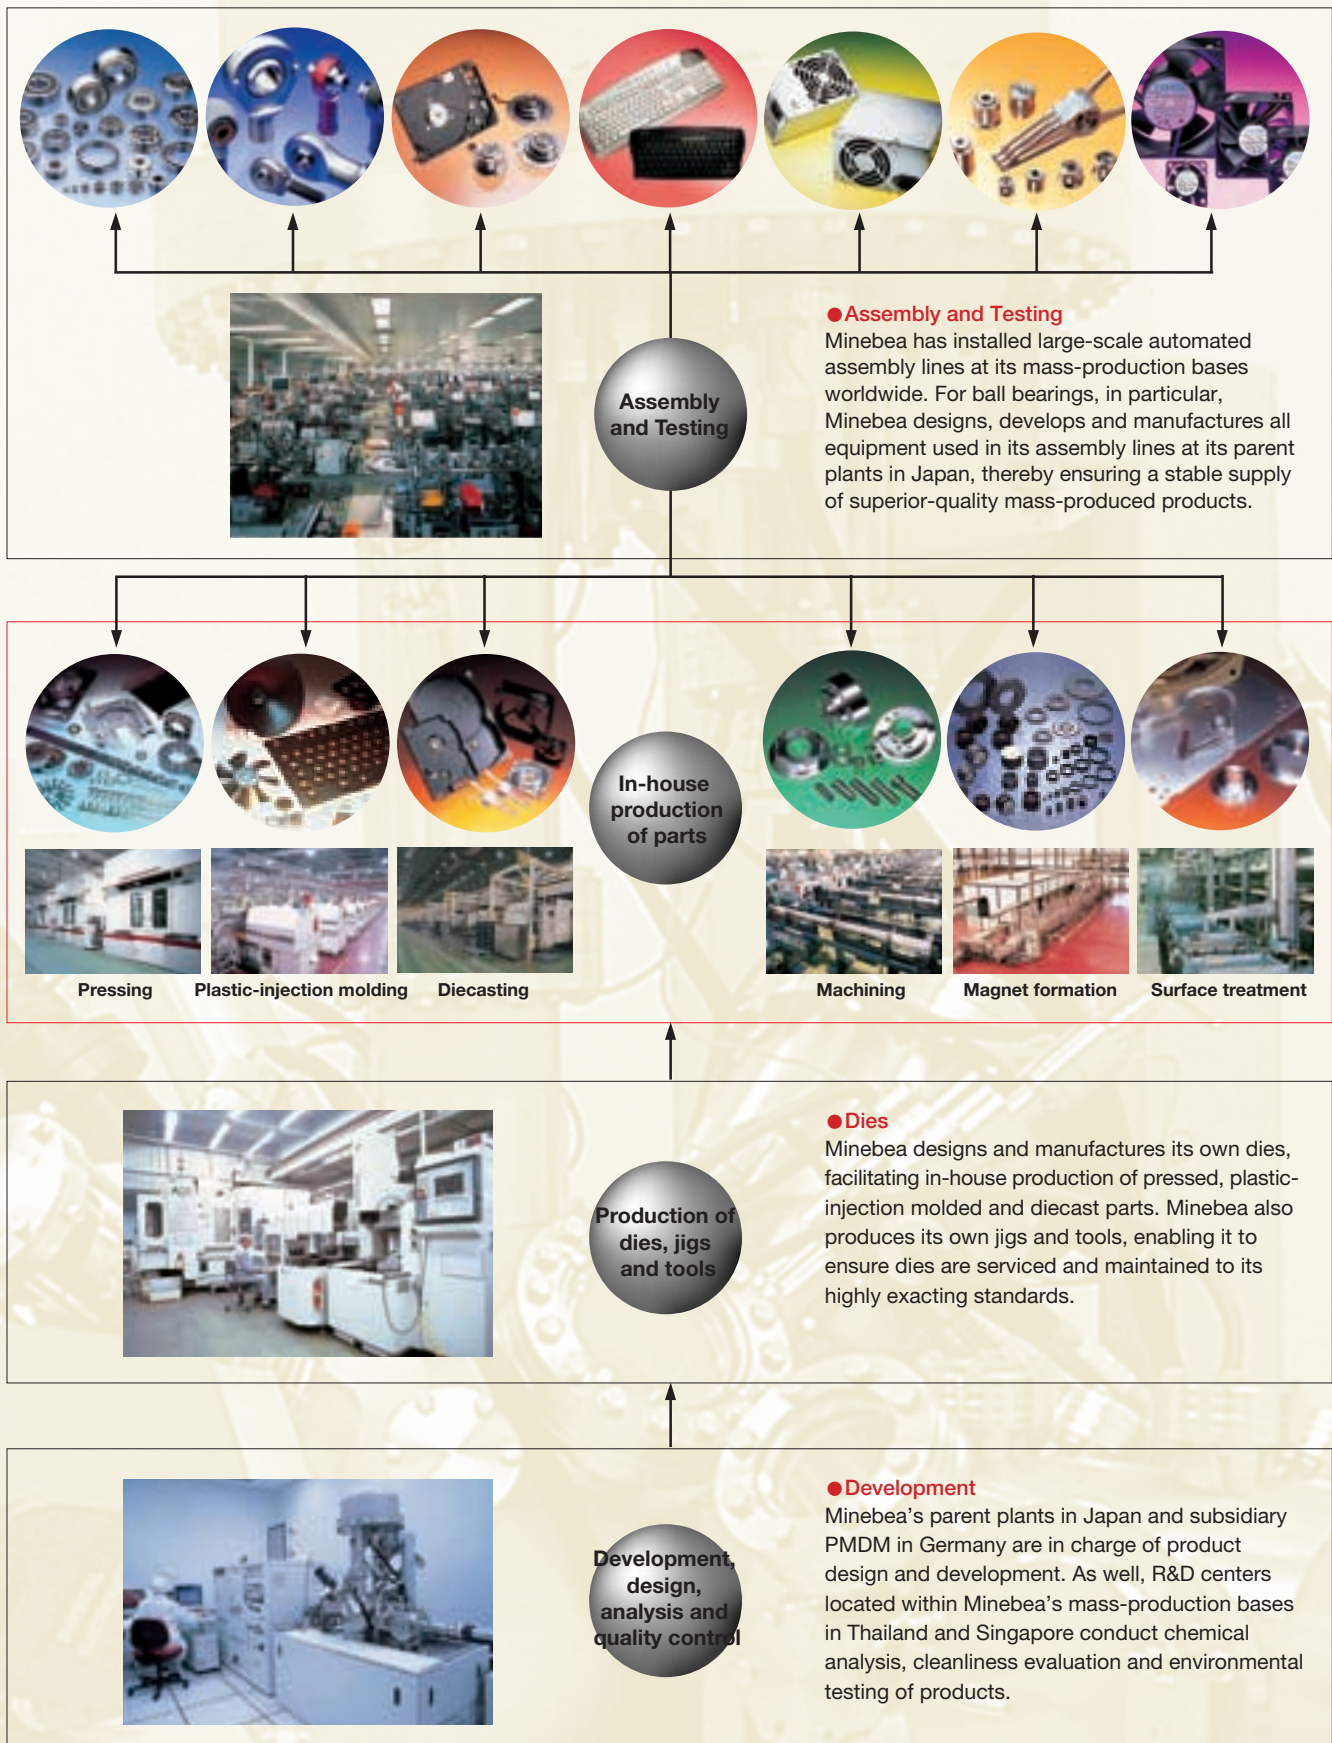 ●Assembly and Testing
Minebea has installed large-scale automated
assembly lines at its mass-production bases
worldwide. For ball bearings, in particular,
Minebea designs, develops and manufactures all
equipment used in its assembly lines at its parent
plants in Japan, thereby ensuring a stable supply
of superior-quality mass-produced products.
Assembly
and Testing
In-house
production
of parts
Pressing
Plastic-injection molding
Diecasting
Machining
Magnet formation
Surface treatment
Production of
dies, jigs
and tools
●Dies
Minebea designs and manufactures its own dies,
facilitating in-house production of pressed, plastic-
injection molded and diecast parts. Minebea also
produces its own jigs and tools, enabling it to
ensure dies are serviced and maintained to its
highly exacting standards.
Development,
design,
analysis and
quality control
●Development
Minebea's parent plants in Japan and subsidiary
PMDM in Germany are in charge of product
design and development. As well, R&D centers
located within Minebea's mass-production bases
in Thailand and Singapore conduct chemical
analysis, cleanliness evaluation and environmental
testing of products.